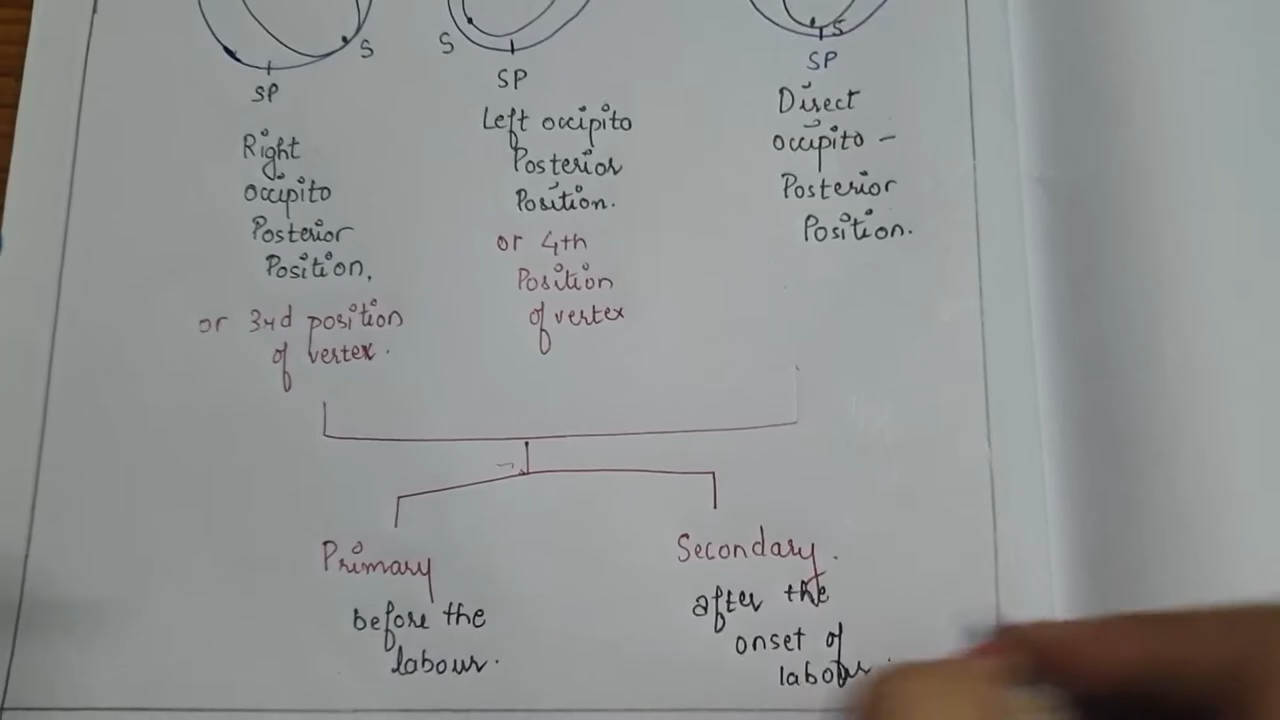 S
SP
Right
occipito
Posterior
Position,
or 3rd position
of vertex.
S
SP
Left occipito
Posterior
Position.
or 4th
Position
of vertex
S
SP
Direct
occipito -
Posterior
Position.
Primary
before the
labour.
Secondary.
after the
onset of
labour.